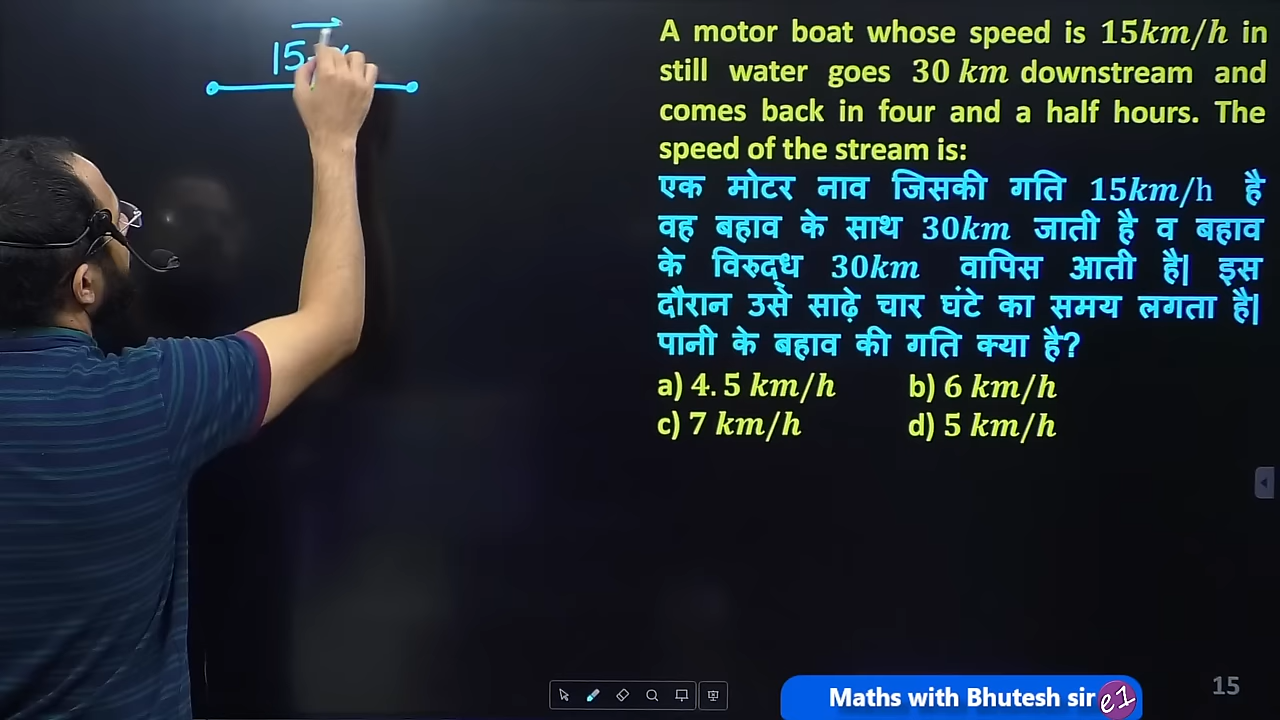 15
A motor boat whose speed is 15km/h in
still water goes 30 km downstream and
comes back in four and a half hours. The
speed of the stream is:
एक मोटर नाव जिसकी गति 15km/h है
वह बहाव के साथ 30km जाती है व बहाव
के विरुद्ध 30km वापिस आती है| इस
दौरान उसे साढ़े चार घंटे का समय लगता है|
पानी के बहाव की गति क्या है?
a) 4.5 km/h b) 6 km/h
c) 7 km/h d) 5 km/h
Maths with Bhutesh sir e1
15